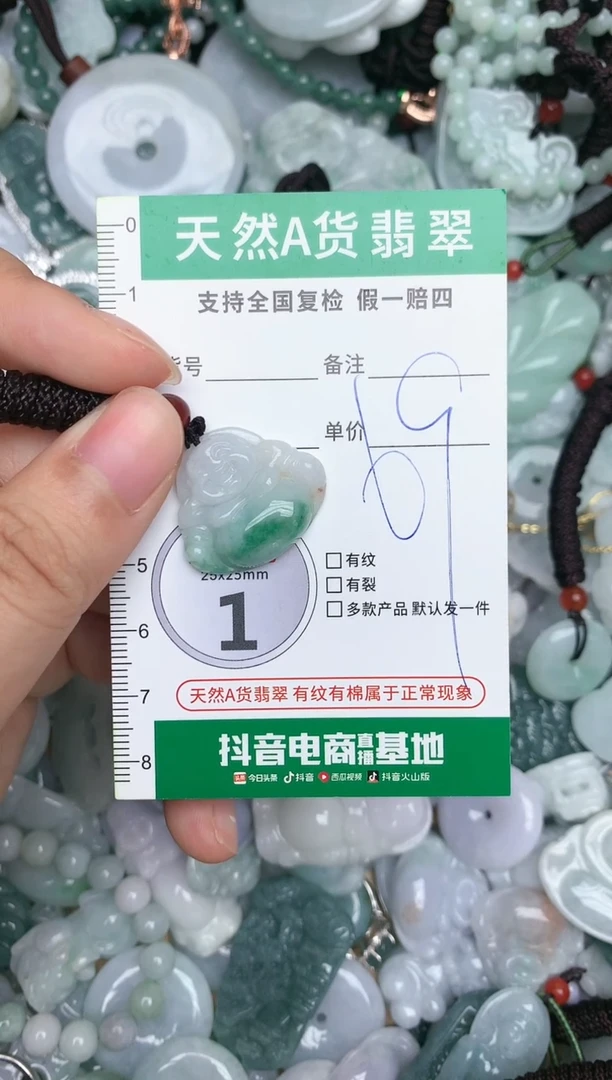 天然A货翡翠
支持全国复检 假一赔四
0
1
号
备注
单价
69
5
25x25mm
1
有纹
有裂
多款产品 默认发一件
6
7
天然A货翡翠 有纹有棉属于正常现象
抖音电商直播基地
8
头条 今日头条 抖音 西瓜视频 抖音火山版